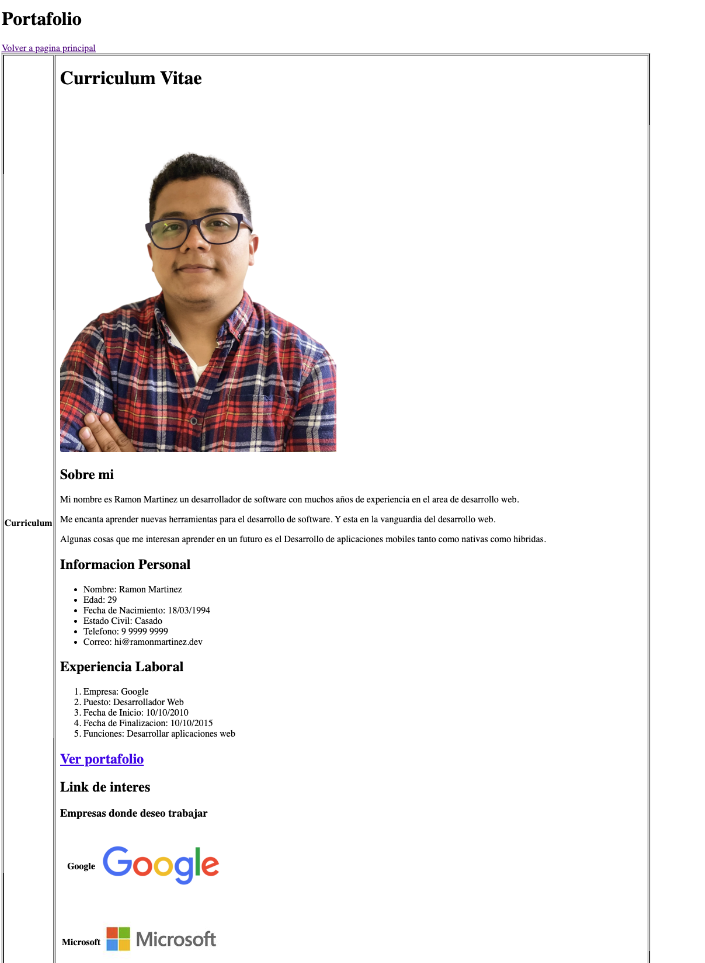 Portafolio
Volver a pagina principal
Curriculum
Curriculum Vitae
Sobre mi
Mi nombre es Ramon Martinez un desarrollador de software con muchos años de experiencia en el area de desarrollo web.
Me encanta aprender nuevas herramientas para el desarrollo de software. Y esta en la vanguardia del desarrollo web.
Algunas cosas que me interesan aprender en un futuro es el Desarrollo de aplicaciones mobiles tanto como nativas como hibridas.
Informacion Personal
• Nombre: Ramon Martinez
• Edad: 29
• Fecha de Nacimiento: 18/03/1994
• Estado Civil: Casado
• Telefono: 9 9999 9999
• Correo: hi@ramonmartinez.dev
Experiencia Laboral
1. Empresa: Google
2. Puesto: Desarrollador Web
3. Fecha de Inicio: 10/10/2010
4. Fecha de Finalizacion: 10/10/2015
5. Funciones: Desarrollar aplicaciones web
Ver portafolio
Link de interes
Empresas donde deseo trabajar
Google Google
Microsoft Microsoft